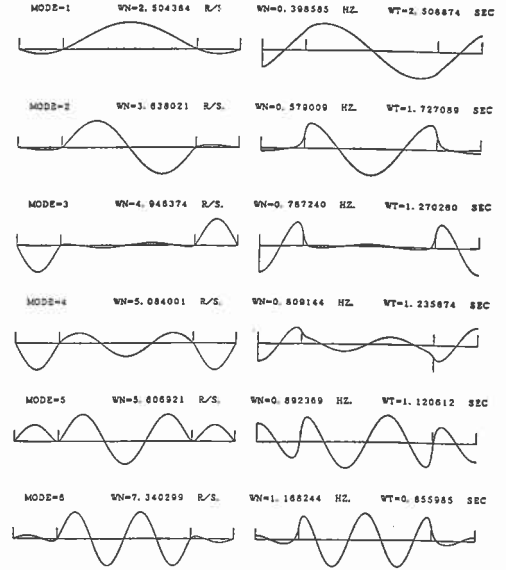 MODE=1 WN=2.504384 R/S. WN=0.398585 HZ. WT=2.508874 SEC
MODE=2 WN=3.638021 R/S. WN=0.579009 HZ. WT=1.727089 SEC
MODE=3 WN=4.946374 R/S. WN=0.787240 HZ. WT=1.270260 SEC
MODE=4 WN=5.084001 R/S. WN=0.809144 HZ. WT=1.235874 SEC
MODE=5 WN=5.606921 R/S. WN=0.892369 HZ. WT=1.120612 SEC
MODE=6 WN=7.340299 R/S. WN=1.168244 HZ. WT=0.855985 SEC